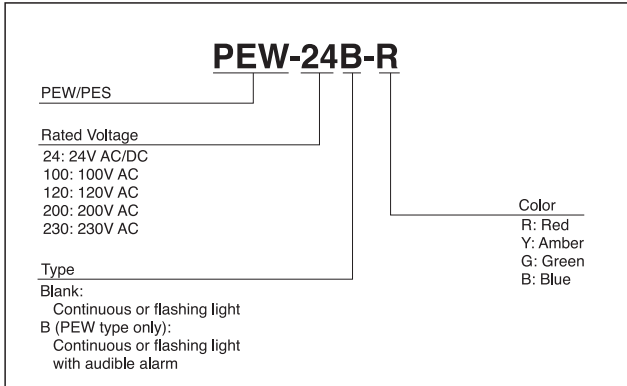 PEW-24B-R
PEW/PES
Rated Voltage
24: 24V AC/DC
100: 100V AC
120: 120V AC
200: 200V AC
230: 230V AC
Type
Blank:
Continuous or flashing light
B (PEW type only):
Continuous or flashing light
with audible alarm
Color
R: Red
Y: Amber
G: Green
B: Blue